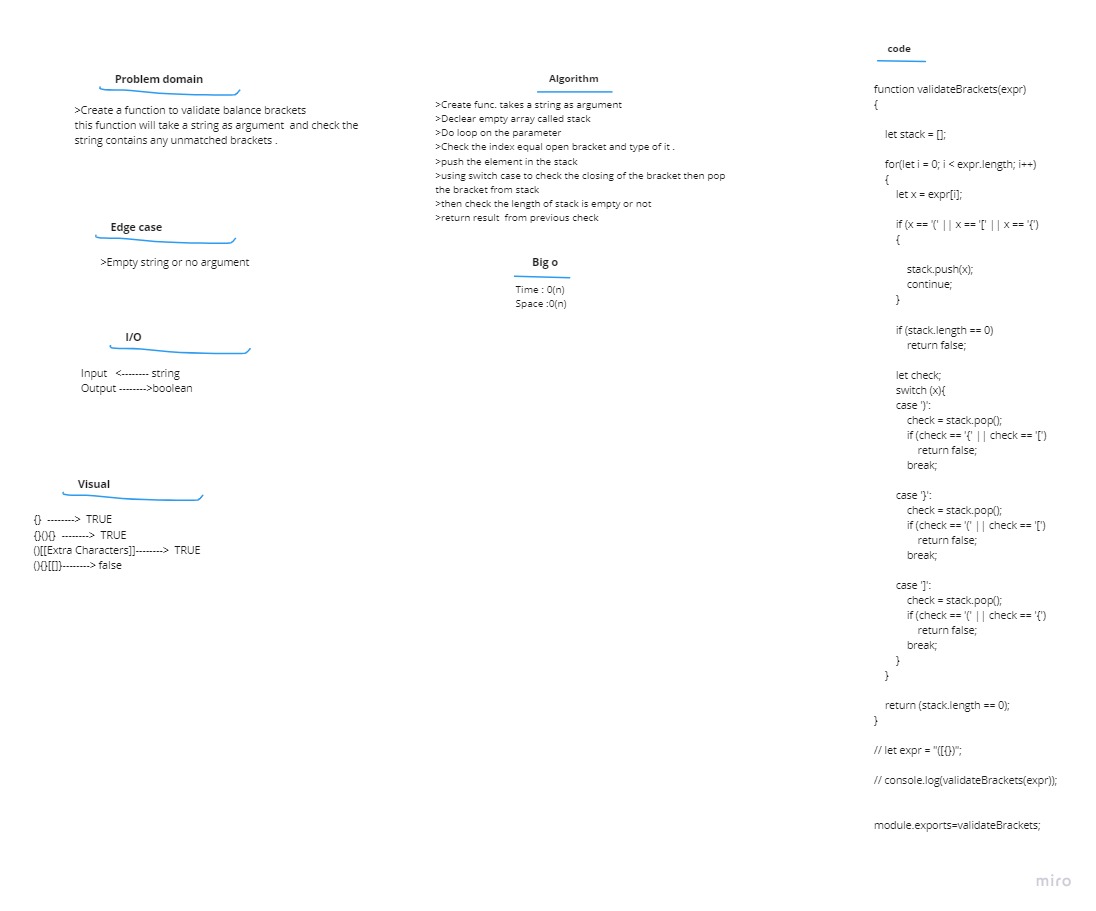 Problem domain
>Create a function to validate balance brackets
this function will take a string as argument  and check the
string contains any unmatched brackets .
Edge case
>Empty string or no argument
I/O
Input   <-------- string
Output -------->boolean
Visual
{}  -------->  TRUE
{}(){}  -------->  TRUE
()[[Extra Characters]]-------->  TRUE
(){}[[]}--------> false
Algorithm
>Create func. takes a string as argument
>Declear empty array called stack
>Do loop on the parameter
>Check the index equal open bracket and type of it .
>push the element in the stack
>using switch case to check the closing of the bracket then pop
the bracket from stack
>then check the length of stack is empty or not
>return result  from previous check
Big o
Time : 0(n)
Space :0(n)
code
function validateBrackets(expr)
{
let stack = [];
for(let i = 0; i < expr.length; i++)
{
let x = expr[i];
if (x == '(' || x == '[' || x == '{')
{
stack.push(x);
continue;
}
if (stack.length == 0)
return false;
let check;
switch (x){
case ')':
check = stack.pop();
if (check == '{' || check == '[')
return false;
break;
case '}':
check = stack.pop();
if (check == '(' || check == '[')
return false;
break;
case ']':
check = stack.pop();
if (check == '(' || check == '{')
return false;
break;
}
}
return (stack.length == 0);
}
// let expr = "([{})";
// console.log(validateBrackets(expr));
module.exports=validateBrackets;
miro